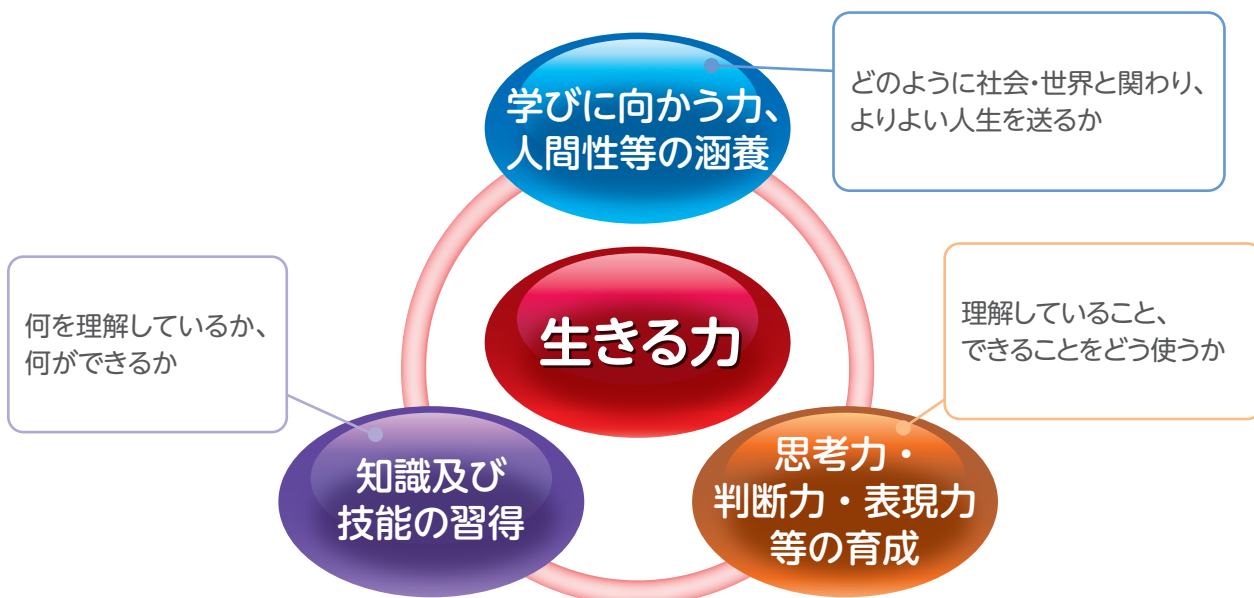 学びに向かう力、
人間性等の涵養
どのように社会・世界と関わり、
よりよい人生を送るか
生きる力
何を理解しているか、
何ができるか
理解していること、
できることをどう使うか
知識及び
技能の習得
思考力・
判断力・表現力
等の育成